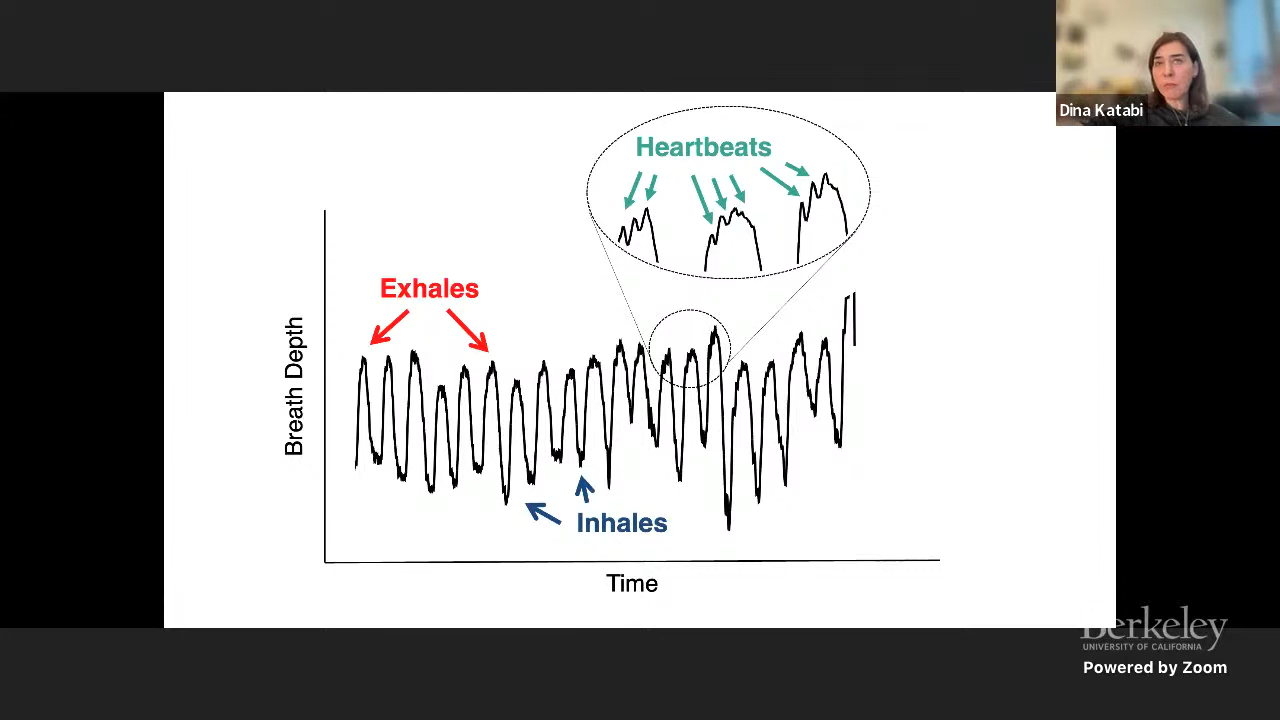 Dina Katabi
Heartbeats
Exhales
Breath Depth
Inhales
Time
Berkeley
UNIVERSITY OF CALIFORNIA
Powered by Zoom